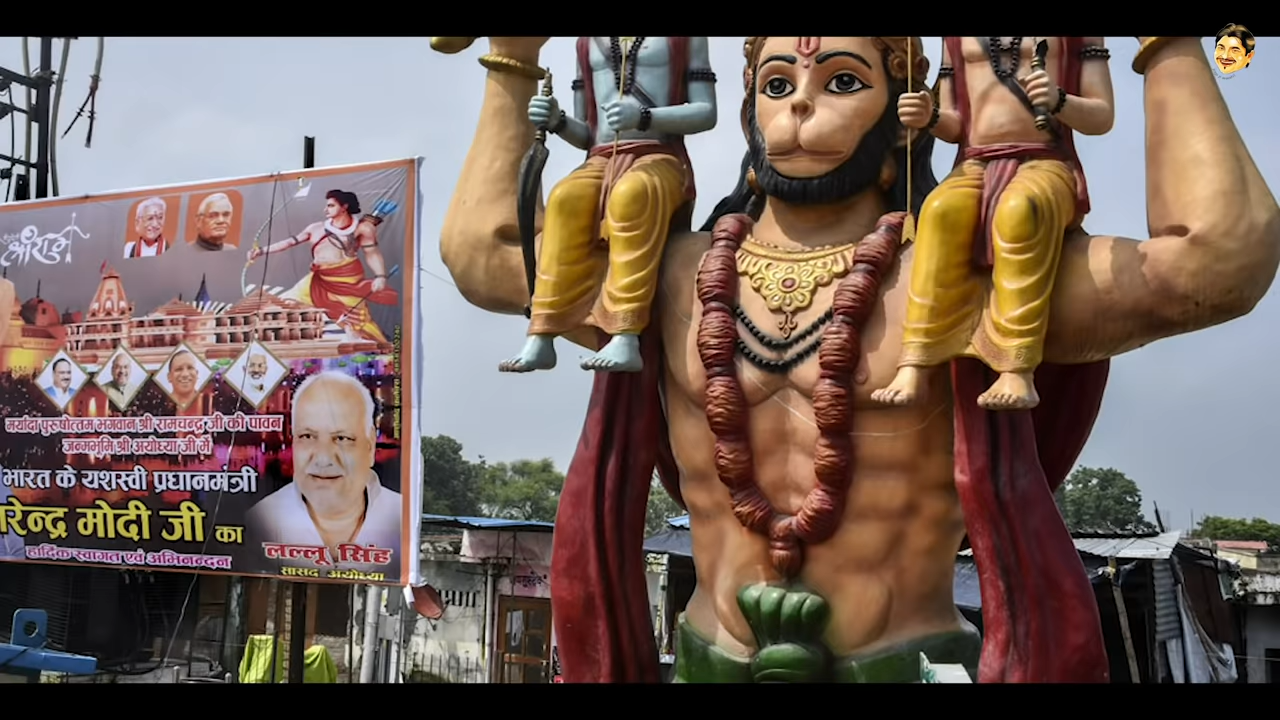 श्रीराम
मर्यादा पुरूषोत्तम भगवान श्री रामचन्द्र जी की पावन
जन्मभूमि श्री अयोध्या जी में
भारत के यशस्वी प्रधानमंत्री
रेन्द्र मोदी जी का
हार्दिक स्वागत एवं अभिनन्दन
लल्लू सिंह
सांसद अयोध्या